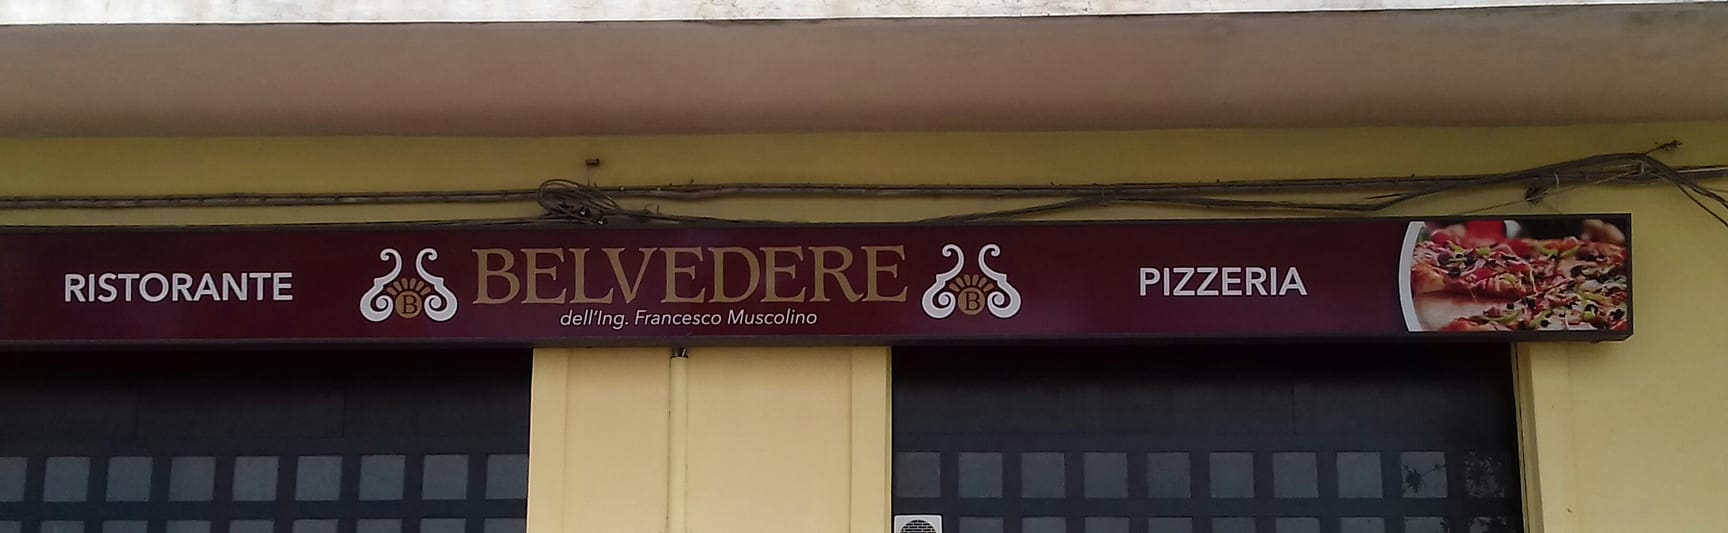 RISTORANTE
B
BELVEDERE
dell'Ing. Francesco Muscolino
B
PIZZERIA